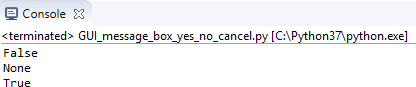 Console
<terminated> GUI_message_box_yes_no_cancel.py [C:\Python37\python.exe]
False
None
True